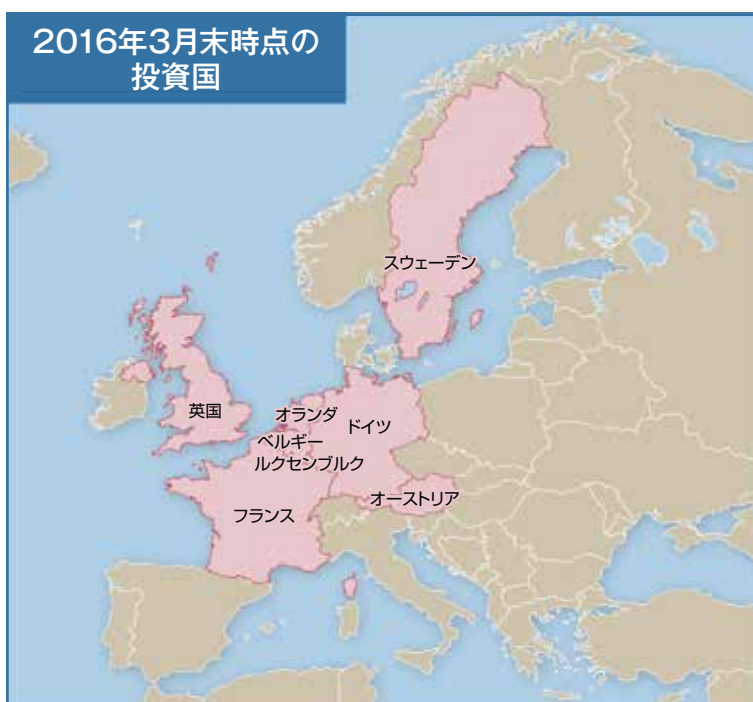 2016年3月末時点の
投資国
スウェーデン
英国
オランダ
ドイツ
ベルギー
ルクセンブルク
オーストリア
フランス